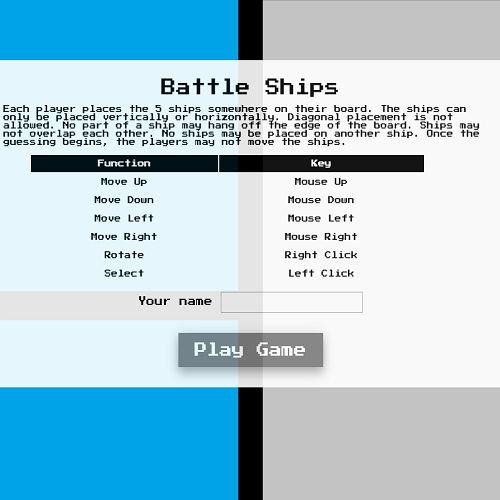 Battle Ships
Each player places the 5 ships somewhere on their board. The ships can
only be placed vertically or horizontally. Diagonal placement is not
allowed. No part of a ship may hang off the edge of the board. Ships may
not overlap each other. No ships may be placed on another ship. Once the
guessing begins, the players may not move the ships.
Function Key
Move Up Mouse Up
Move Down Mouse Down
Move Left Mouse Left
Move Right Mouse Right
Rotate Right Click
Select Left Click
Your name
Play Game